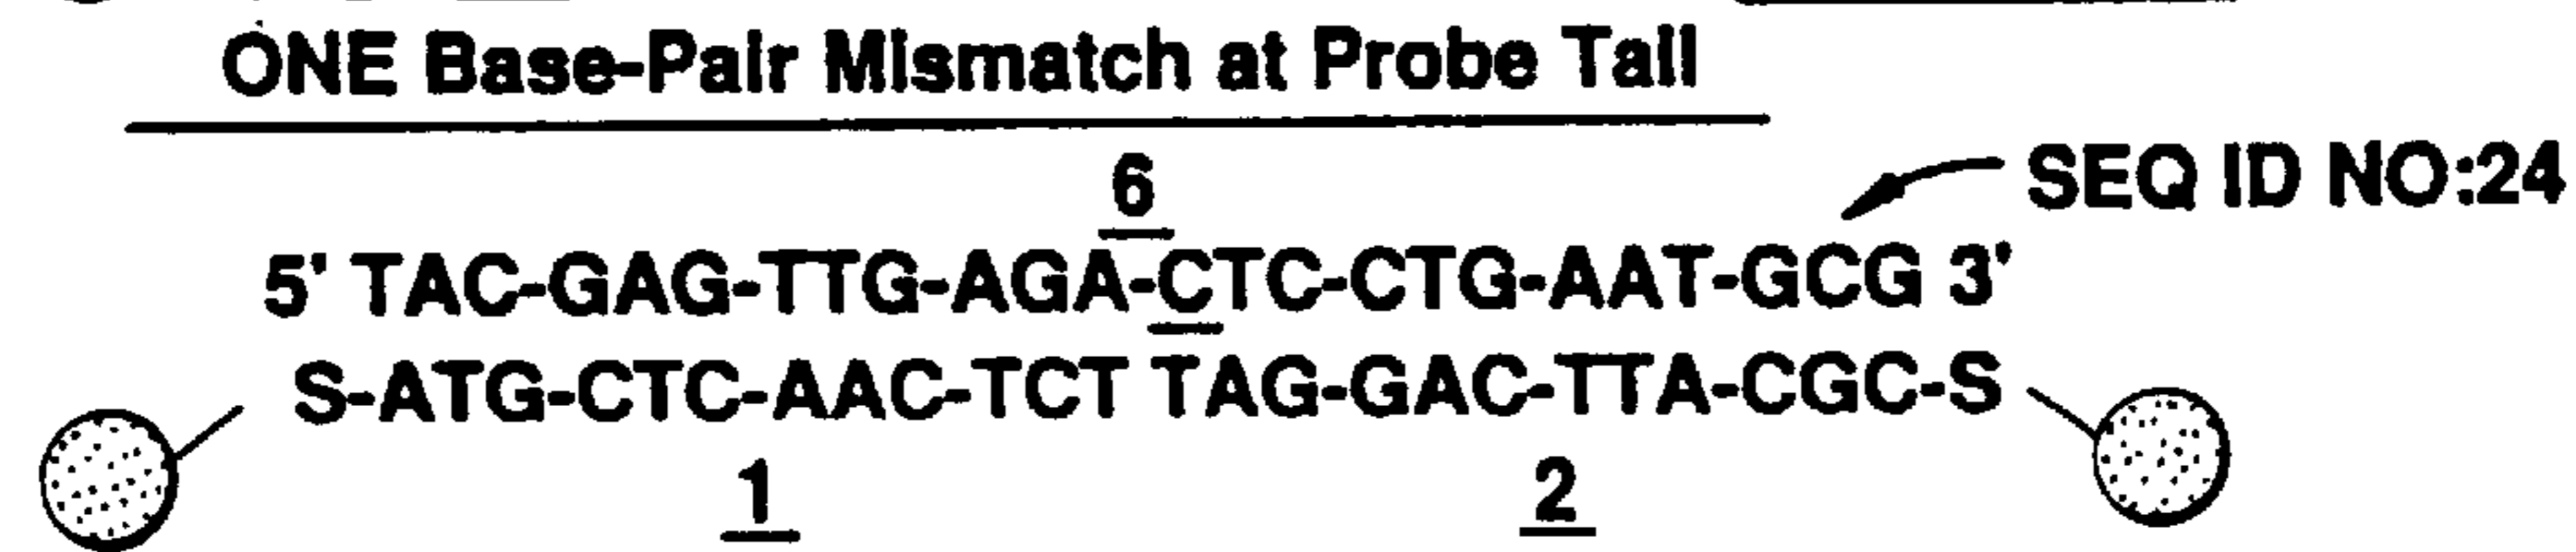 ONE Base-Pair Mismatch at Probe Tail
6
SEQ ID NO:24
5' TAC-GAG-TTG-AGA-CTC-CTG-AAT-GCG 3'
S-ATG-CTC-AAC-TCT TAG-GAC-TTA-CGC-S
1 2